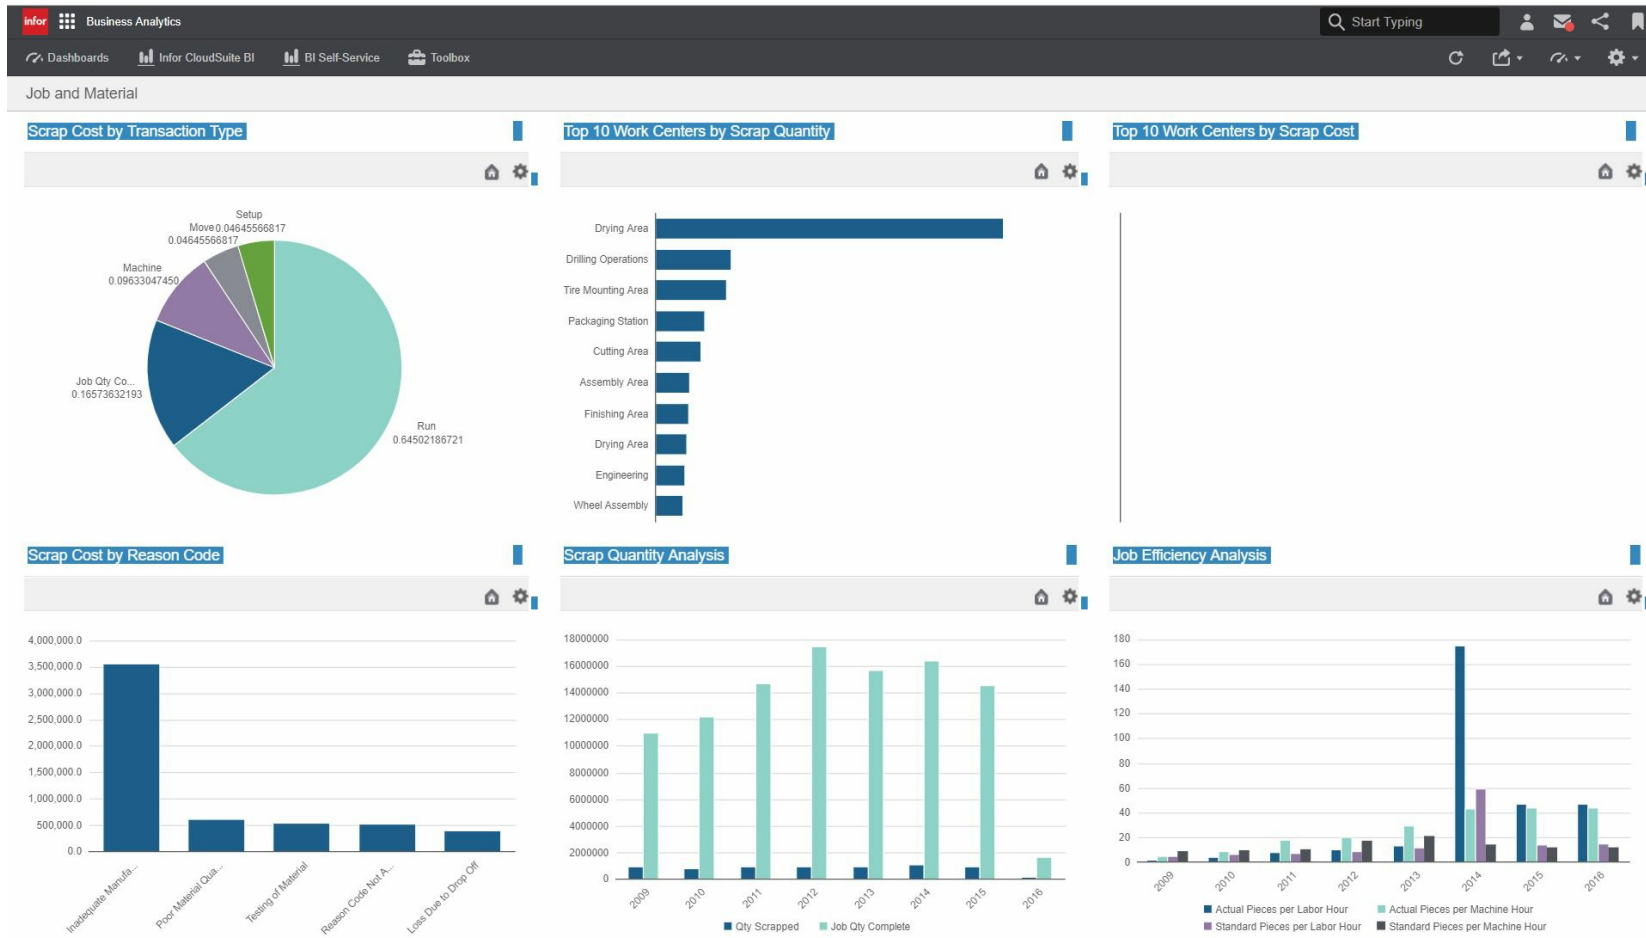 infor
Business Analytics
Start Typing
Dashboards
Infor CloudSuite BI
BI Self-Service
Toolbox
Job and Material
Scrap Cost by Transaction Type
Setup
0.04645566817
Move
0.04645566817
Machine
0.09633047450
Job Qty Co...
0.16573632193
Run
0.64502186721
Top 10 Work Centers by Scrap Quantity
Drying Area
Drilling Operations
Tire Mounting Area
Packaging Station
Cutting Area
Assembly Area
Finishing Area
Drying Area
Engineering
Wheel Assembly
Top 10 Work Centers by Scrap Cost
Scrap Cost by Reason Code
4,000,000.0
3,500,000.0
3,000,000.0
2,500,000.0
2,000,000.0
1,500,000.0
1,000,000.0
500,000.0
0.0
Inadequate Manufa...
Poor Material Qua...
Testing of Material
Reason Code Not A...
Loss Due to Drop Off
Scrap Quantity Analysis
18000000
16000000
14000000
12000000
10000000
8000000
6000000
4000000
2000000
0
2009
2010
2011
2012
2013
2014
2015
2016
Qty Scrapped
Job Qty Complete
Job Efficiency Analysis
180
160
140
120
100
80
60
40
20
0
2009
2010
2011
2012
2013
2014
2015
2016
Actual Pieces per Labor Hour
Actual Pieces per Machine Hour
Standard Pieces per Labor Hour
Standard Pieces per Machine Hour